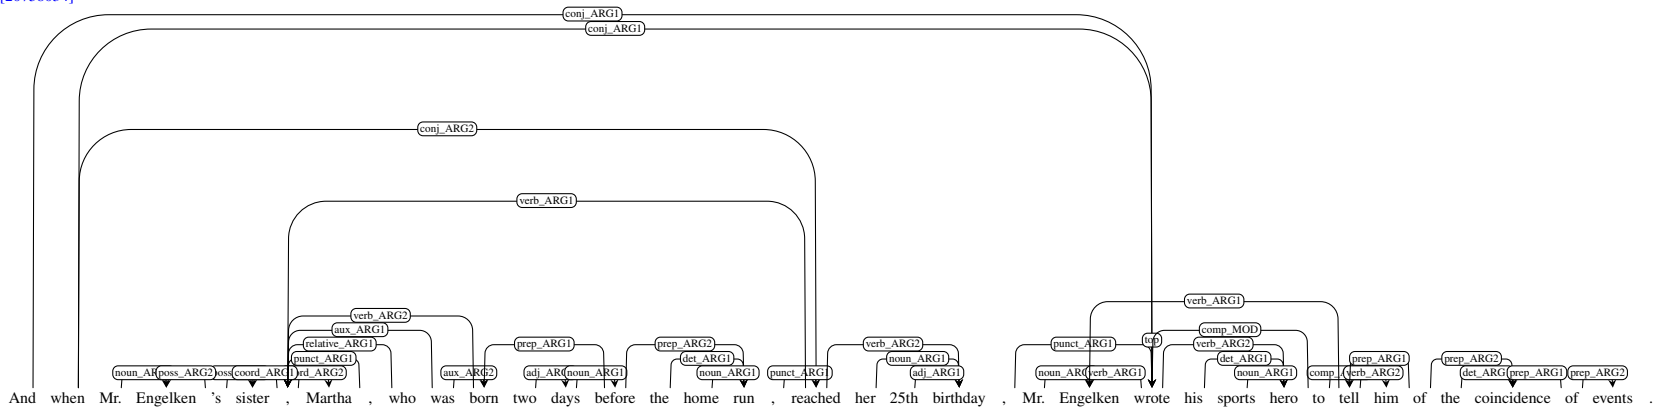 conj_ARG1
conj_ARG1
conj_ARG2
verb_ARG1
verb_ARG1
verb_ARG2
aux_ARG1 comp_MOD
relative_ARG1 prep_ARG1 prep_ARG2 verb_ARG2 punct_ARG1 top verb_ARG2
punct_ARG1 det_ARG1 noun_ARG1 det_ARG1 prep_ARG1 prep_ARG2
poss_ARG2 coord_ARG1 aux_ARG2 noun_ARG1 noun_ARG1 punct_ARG1 adj_ARG1 verb_ARG1 noun_ARG1 verb_ARG2 prep_ARG1 prep_ARG2
And when Mr. Engelken 's sister , Martha , who was born two days before the home run , reached her 25th birthday , Mr. Engelken wrote his sports hero to tell him of the coincidence of events .